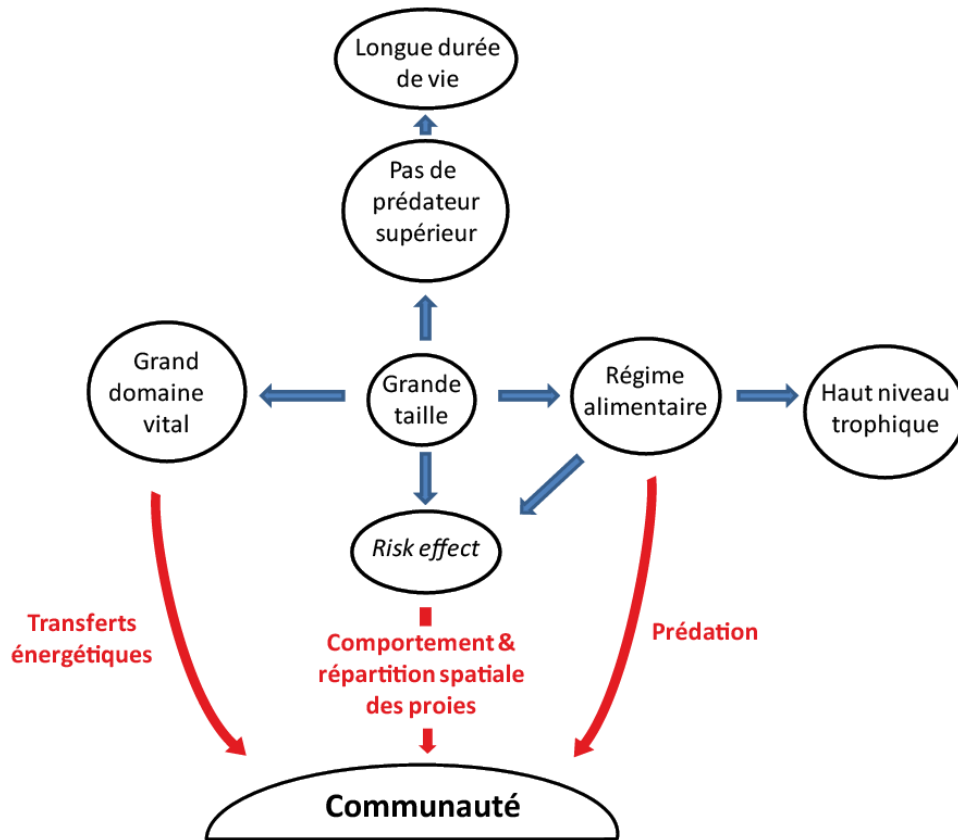 Longue durée
de vie
Pas de
prédateur
supérieur
Grand
domaine
vital
Grande
taille
Régime
alimentaire
Haut niveau
trophique
Risk effect
Transferts
énergétiques
Comportement &
répartition spatiale
des proies
Prédation
Communauté